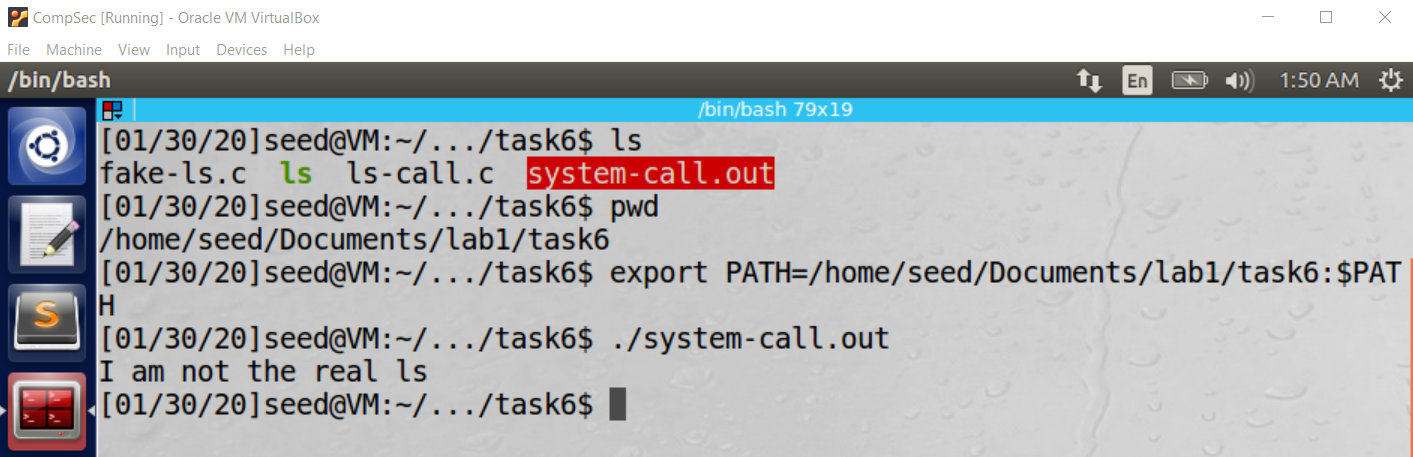 CompSec [Running] - Oracle VM VirtualBox
File Machine View Input Devices Help
/bin/bash En 1:50 AM
/bin/bash 79x19
[01/30/20]seed@VM:~/.../task6$ ls
fake-ls.c  ls  ls-call.c  system-call.out
[01/30/20]seed@VM:~/.../task6$ pwd
/home/seed/Documents/lab1/task6
[01/30/20]seed@VM:~/.../task6$ export PATH=/home/seed/Documents/lab1/task6:$PAT
H
[01/30/20]seed@VM:~/.../task6$ ./system-call.out
I am not the real ls
[01/30/20]seed@VM:~/.../task6$